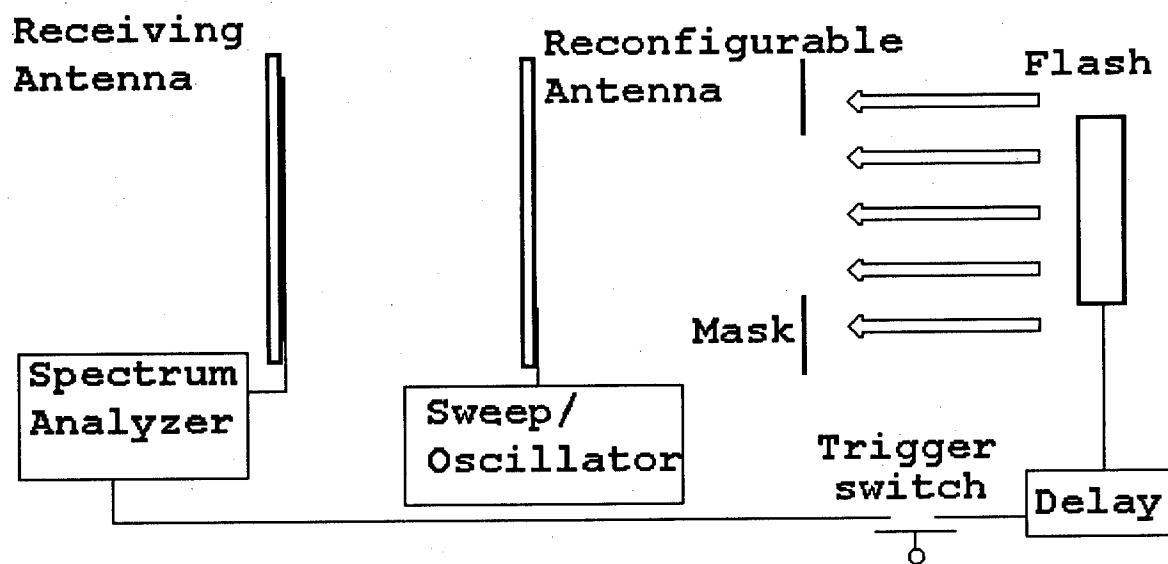 Receiving
Antenna
Reconfigurable
Antenna
Flash
Mask
Spectrum
Analyzer
Sweep/
Oscillator
Trigger
switch
Delay